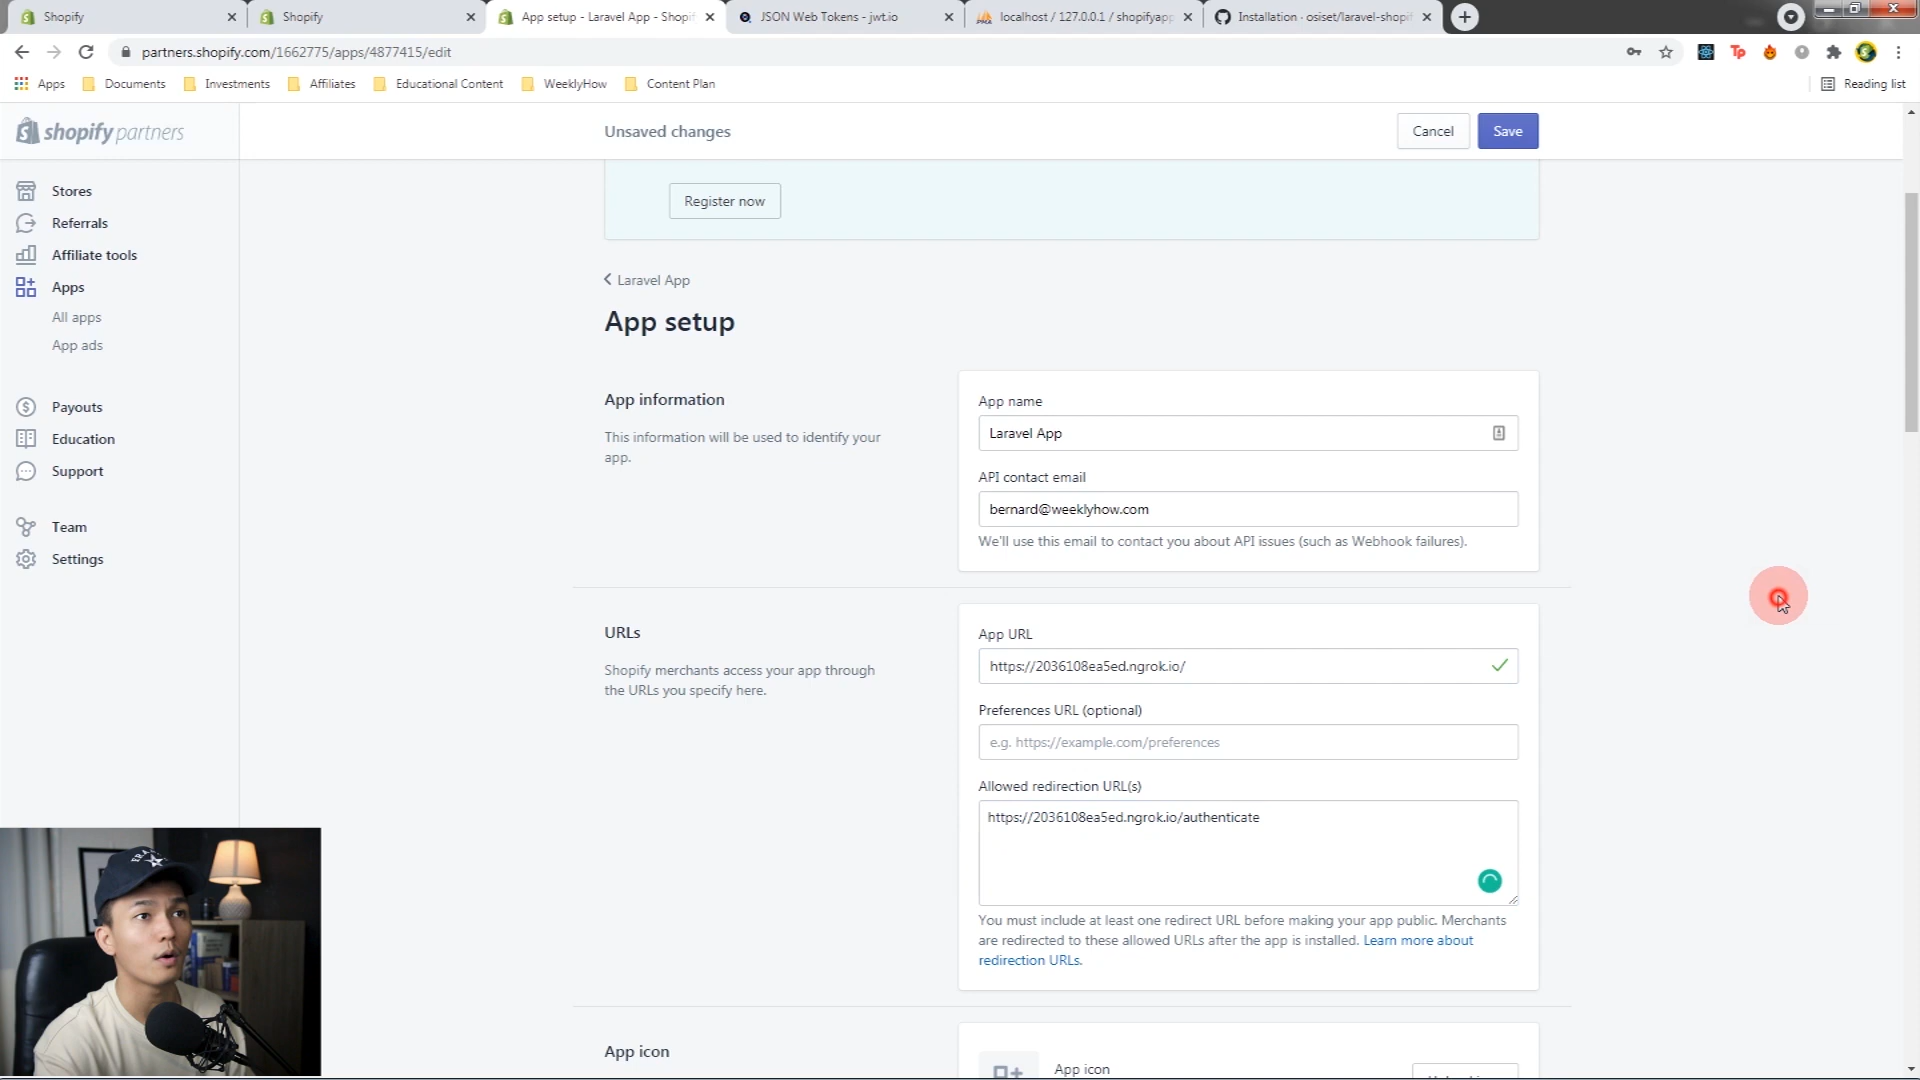 Shopify
Shopify
App setup - Laravel App - Shopif
JSON Web Tokens - jwt.io
localhost / 127.0.0.1 / shopifyapp
Installation · osiset/laravel-shopif
partners.shopify.com/1662775/apps/4877415/edit
Apps
Documents
Investments
Affiliates
Educational Content
WeeklyHow
Content Plan
Reading list
shopify partners
Unsaved changes
Cancel
Save
Stores
Referrals
Affiliate tools
Apps
All apps
App ads
Payouts
Education
Support
Team
Settings
Register now
Laravel App
App setup
App information
This information will be used to identify your
app.
App name
Laravel App
API contact email
bernard@weeklyhow.com
We'll use this email to contact you about API issues (such as Webhook failures).
URLs
Shopify merchants access your app through
the URLs you specify here.
App URL
https://2036108ea5ed.ngrok.io/
Preferences URL (optional)
e.g. https://example.com/preferences
Allowed redirection URL(s)
https://2036108ea5ed.ngrok.io/authenticate
You must include at least one redirect URL before making your app public. Merchants
are redirected to these allowed URLs after the app is installed. Learn more about
redirection URLs.
App icon
App icon